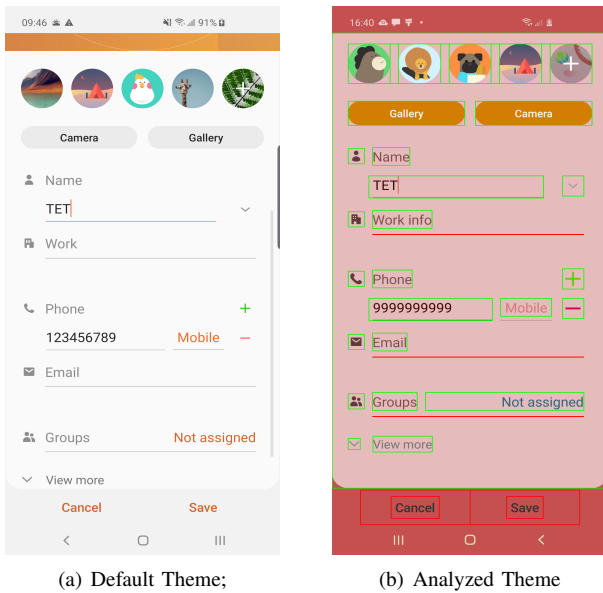 09:46
91%
Camera
Gallery
Name
TET
Work
Phone
123456789
Mobile
Email
Groups
Not assigned
View more
Cancel
Save
(a) Default Theme;
16:40
Gallery
Camera
Name
TET
Work info
Phone
9999999999
Mobile
Email
Groups
Not assigned
View more
Cancel
Save
(b) Analyzed Theme